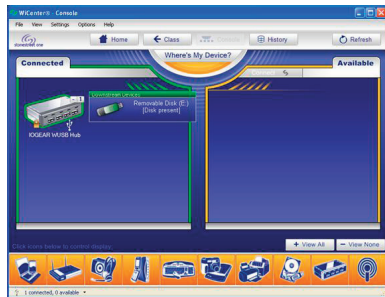 WiCenter® - Console
File View Settings Options Help
Home
Class
History
Refresh
Where's My Device?
Connected
Available
Downstream Devices
Removable Disk (E:)
[Disk present]
IOGEAR WUSB Hub
Click icons below to control display.
+ View All
- View None
1 connected, 0 available